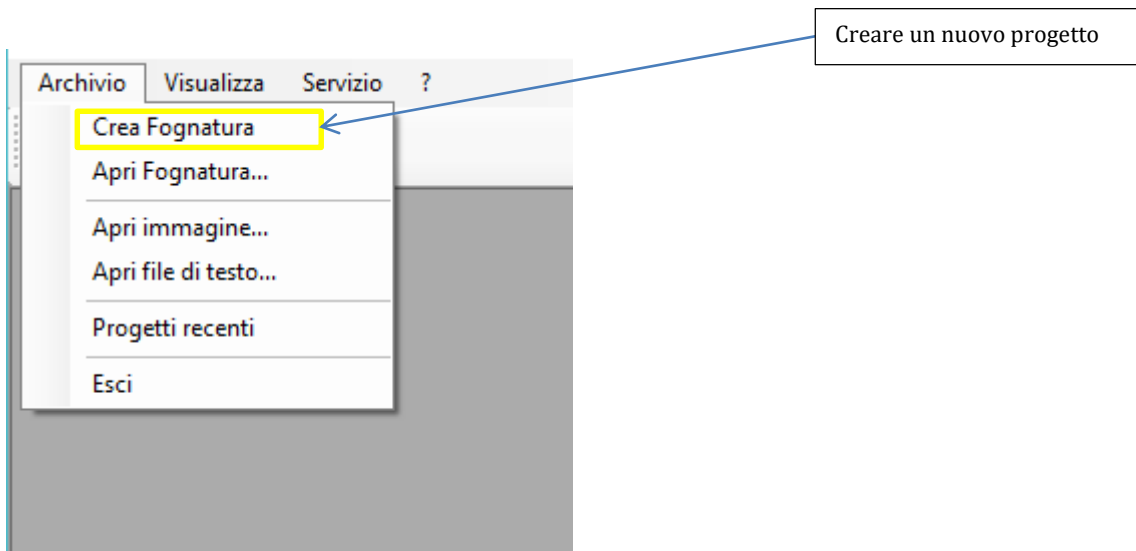 Creare un nuovo progetto
Archivio Visualizza Servizio ?
Crea Fognatura
Apri Fognatura...
Apri immagine...
Apri file di testo...
Progetti recenti
Esci